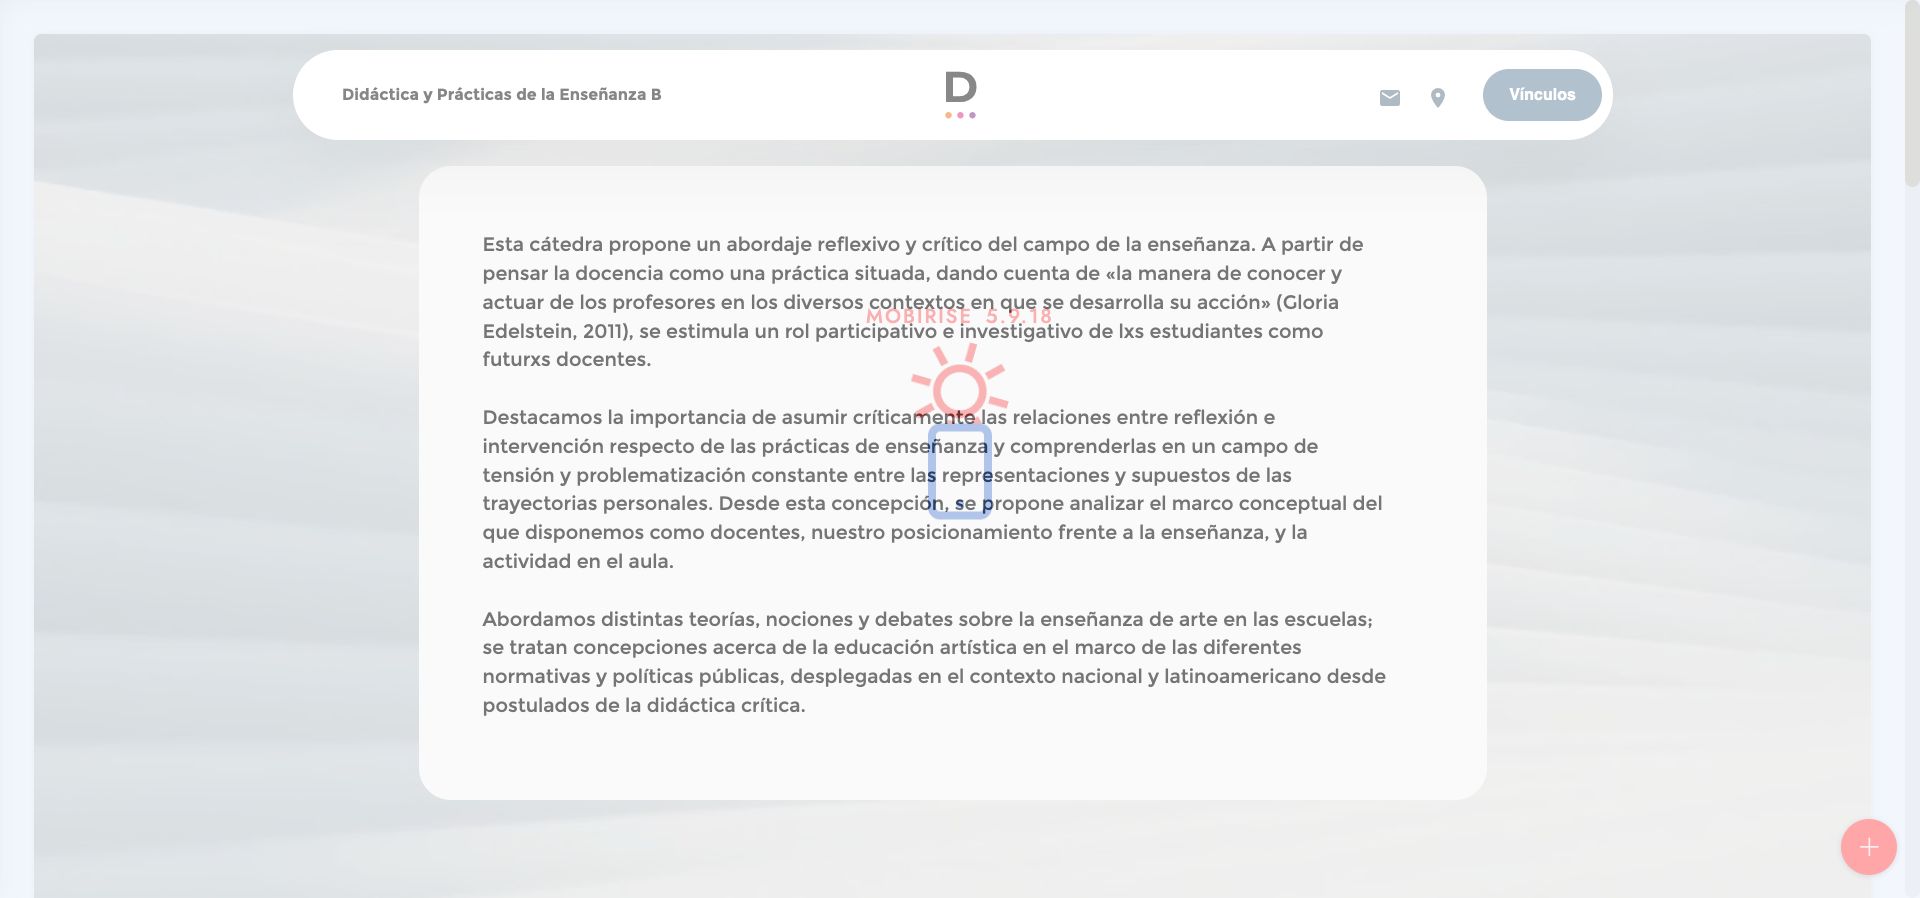 Didáctica y Prácticas de la Enseñanza B
D
Vínculos
Esta cátedra propone un abordaje reflexivo y crítico del campo de la enseñanza. A partir de
pensar la docencia como una práctica situada, dando cuenta de «la manera de conocer y
actuar de los profesores en los diversos contextos en que se desarrolla su acción» (Gloria
MOBIRISE 5.9.18
Edelstein, 2011), se estimula un rol participativo e investigativo de lxs estudiantes como
futurxs docentes.
Destacamos la importancia de asumir críticamente las relaciones entre reflexión e
intervención respecto de las prácticas de enseñanza y comprenderlas en un campo de
tensión y problematización constante entre las representaciones y supuestos de las
trayectorias personales. Desde esta concepción, se propone analizar el marco conceptual del
que disponemos como docentes, nuestro posicionamiento frente a la enseñanza, y la
actividad en el aula.
Abordamos distintas teorías, nociones y debates sobre la enseñanza de arte en las escuelas;
se tratan concepciones acerca de la educación artística en el marco de las diferentes
normativas y políticas públicas, desplegadas en el contexto nacional y latinoamericano desde
postulados de la didáctica crítica.